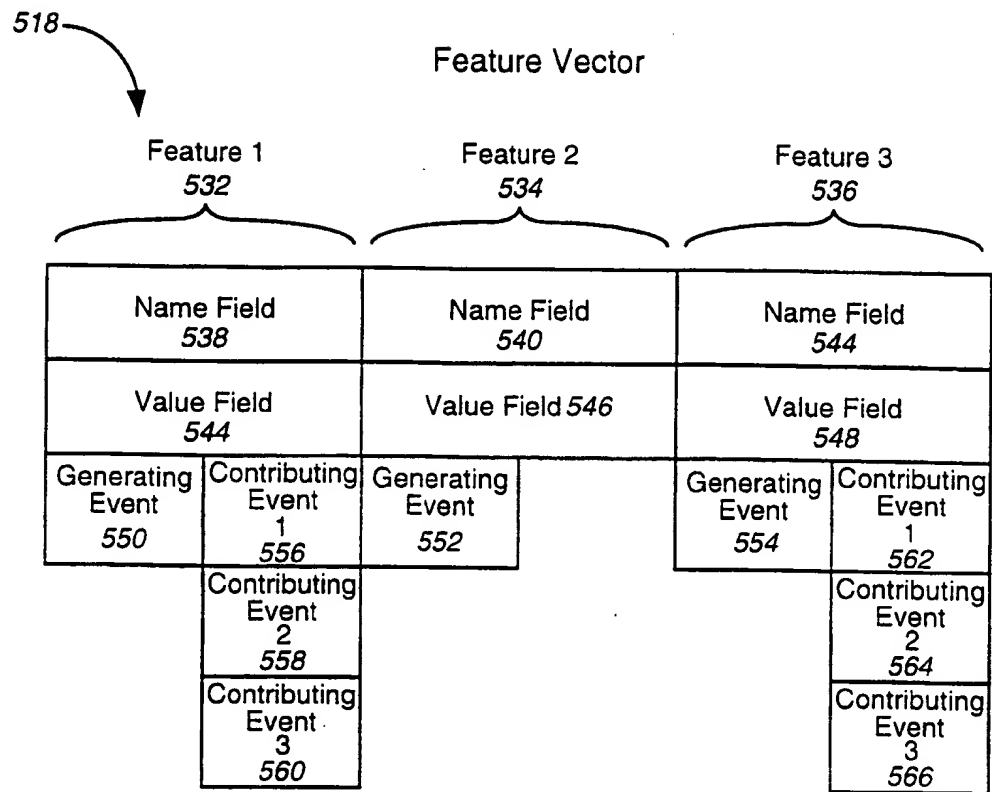 518
Feature Vector
Feature 1
532
Feature 2
534
Feature 3
536
Name Field
538
Name Field
540
Name Field
544
Value Field
544
Value Field 546
Value Field
548
Generating
Event
550
Contributing
Event
1
556
Generating
Event
552
Generating
Event
554
Contributing
Event
1
562
Contributing
Event
2
558
Contributing
Event
2
564
Contributing
Event
3
560
Contributing
Event
3
566